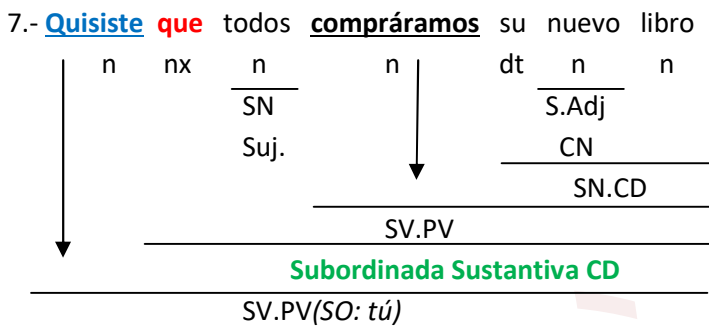 7.- Quisiste que todos compráramos su nuevo libro
n nx n n dt n n
SN S.Adj
Suj. CN
SN.CD
SV.PV
Subordinada Sustantiva CD
SV.PV(SO: tú)